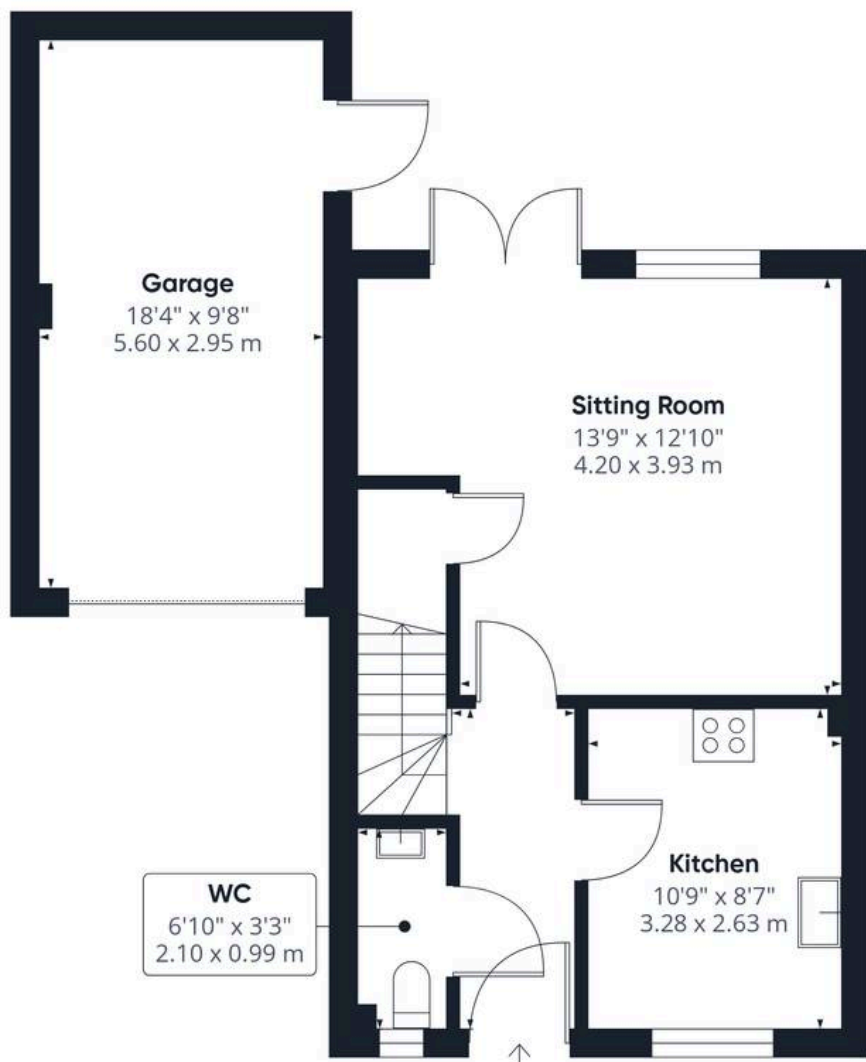 Garage
18'4" x 9'8"
5.60 x 2.95 m
Sitting Room
13'9" x 12'10"
4.20 x 3.93 m
WC
6'10" x 3'3"
2.10 x 0.99 m
Kitchen
10'9" x 8'7"
3.28 x 2.63 m